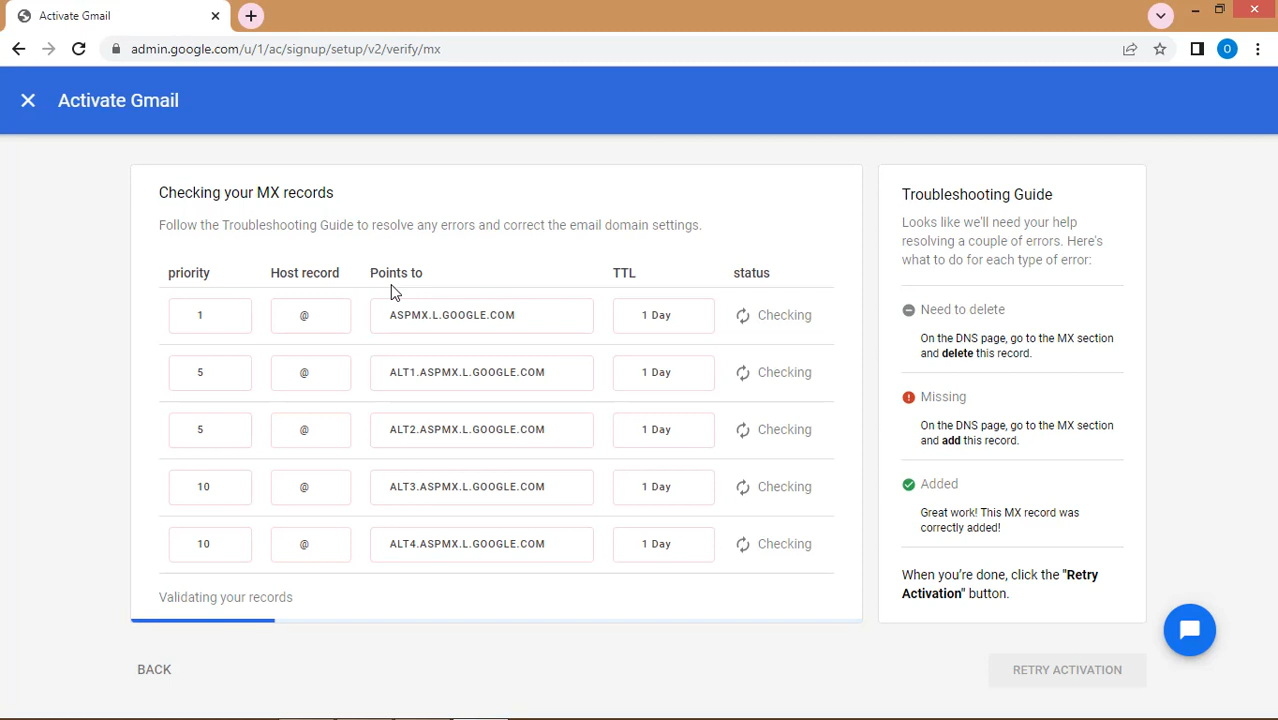 Activate Gmail
admin.google.com/u/1/ac/signup/setup/v2/verify/mx
O
Activate Gmail
Checking your MX records
Follow the Troubleshooting Guide to resolve any errors and correct the email domain settings.
priority Host record Points to TTL status
1 @ ASPMX.L.GOOGLE.COM 1 Day Checking
5 @ ALT1.ASPMX.L.GOOGLE.COM 1 Day Checking
5 @ ALT2.ASPMX.L.GOOGLE.COM 1 Day Checking
10 @ ALT3.ASPMX.L.GOOGLE.COM 1 Day Checking
10 @ ALT4.ASPMX.L.GOOGLE.COM 1 Day Checking
Validating your records
BACK
Troubleshooting Guide
Looks like we'll need your help
resolving a couple of errors. Here's
what to do for each type of error:
Need to delete
On the DNS page, go to the MX section
and delete this record.
Missing
On the DNS page, go to the MX section
and add this record.
Added
Great work! This MX record was
correctly added!
When you're done, click the "Retry
Activation" button.
RETRY ACTIVATION